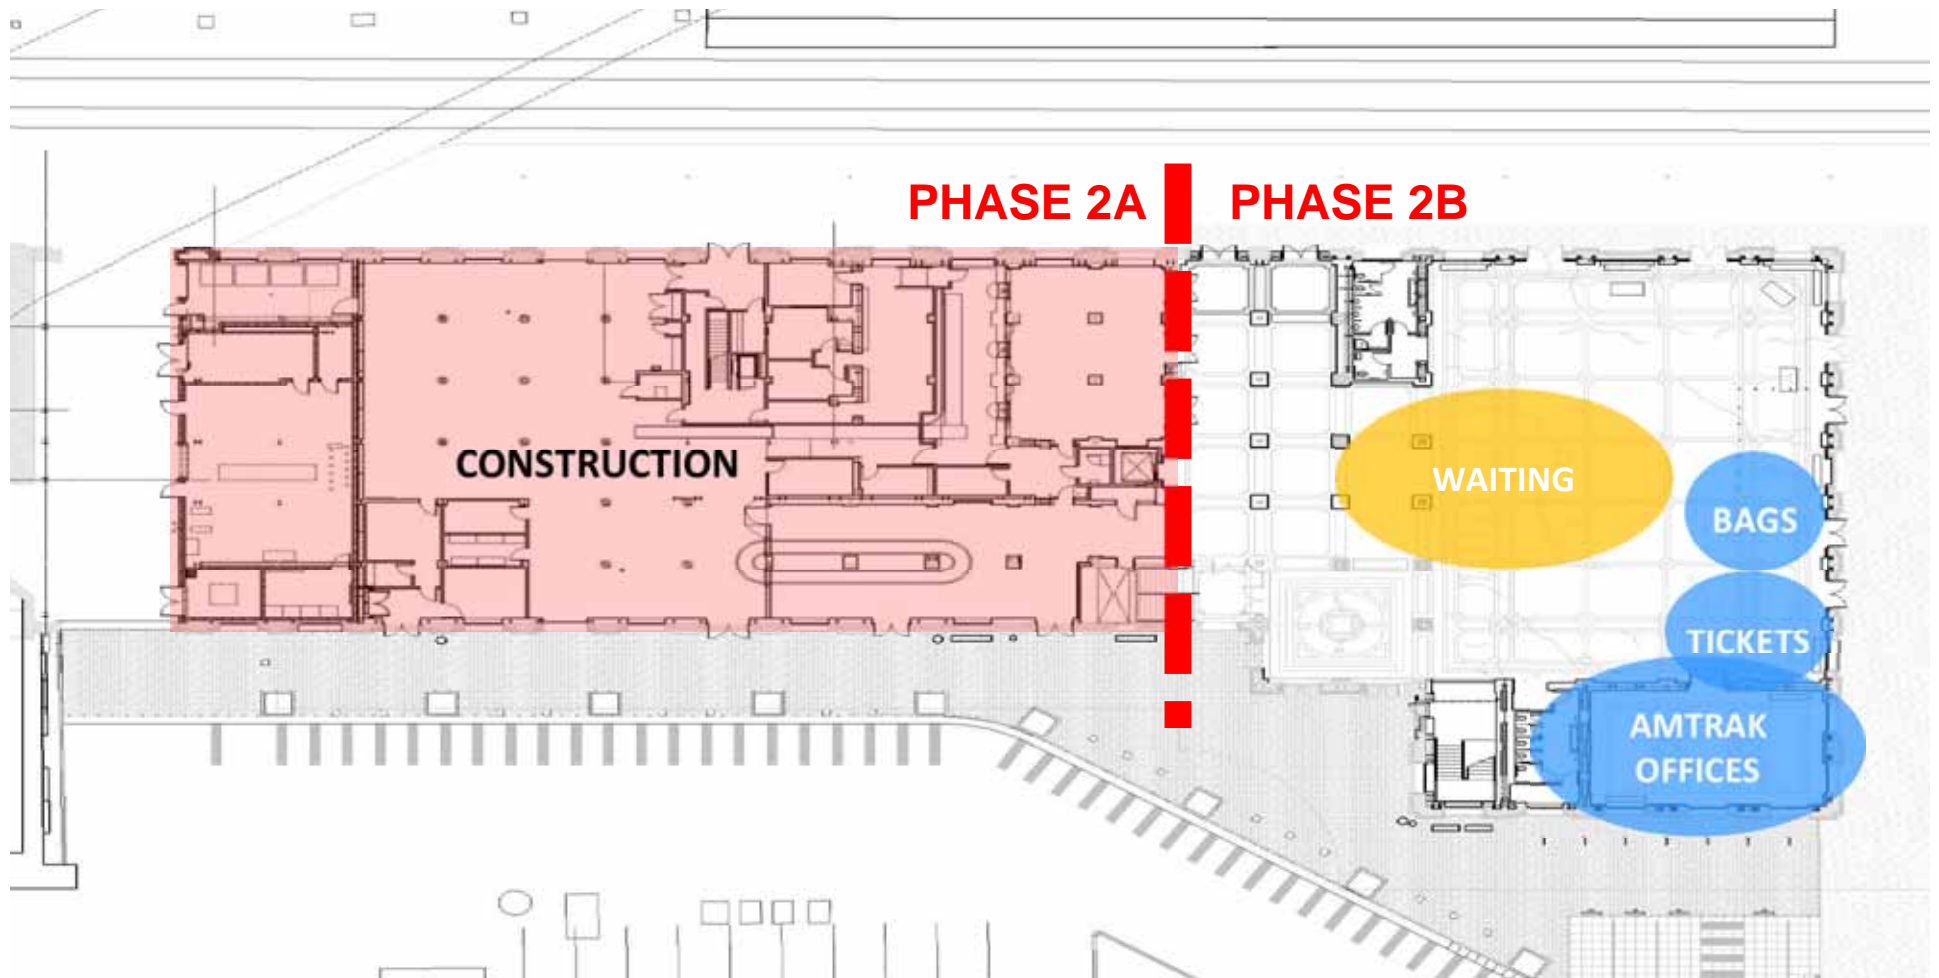 PHASE 2A
PHASE 2B
CONSTRUCTION
WAITING
BAGS
TICKETS
AMTRAK
OFFICES